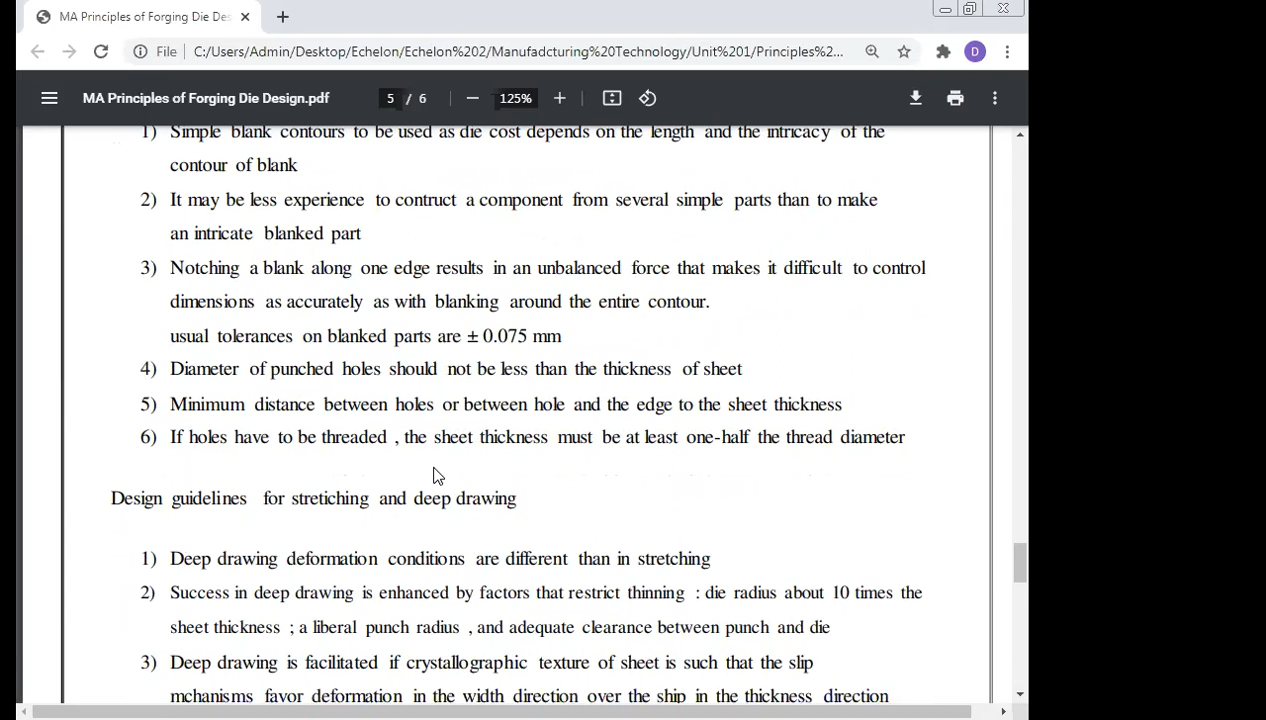 MA Principles of Forging Die Des
File C:/Users/Admin/Desktop/Echelon/Echelon%202/Manufadcturing%20Technology/Unit%201/Principles%2... D
MA Principles of Forging Die Design.pdf 5 / 6 125%
1) Simple blank contours to be used as die cost depends on the length and the intricacy of the
contour of blank
2) It may be less experience to contruct a component from several simple parts than to make
an intricate blanked part
3) Notching a blank along one edge results in an unbalanced force that makes it difficult to control
dimensions as accurately as with blanking around the entire contour.
usual tolerances on blanked parts are ± 0.075 mm
4) Diameter of punched holes should not be less than the thickness of sheet
5) Minimum distance between holes or between hole and the edge to the sheet thickness
6) If holes have to be threaded , the sheet thickness must be at least one-half the thread diameter
Design guidelines for stretiching and deep drawing
1) Deep drawing deformation conditions are different than in stretching
2) Success in deep drawing is enhanced by factors that restrict thinning : die radius about 10 times the
sheet thickness ; a liberal punch radius , and adequate clearance between punch and die
3) Deep drawing is facilitated if crystallographic texture of sheet is such that the slip
mchanisms favor deformation in the width direction over the ship in the thickness direction